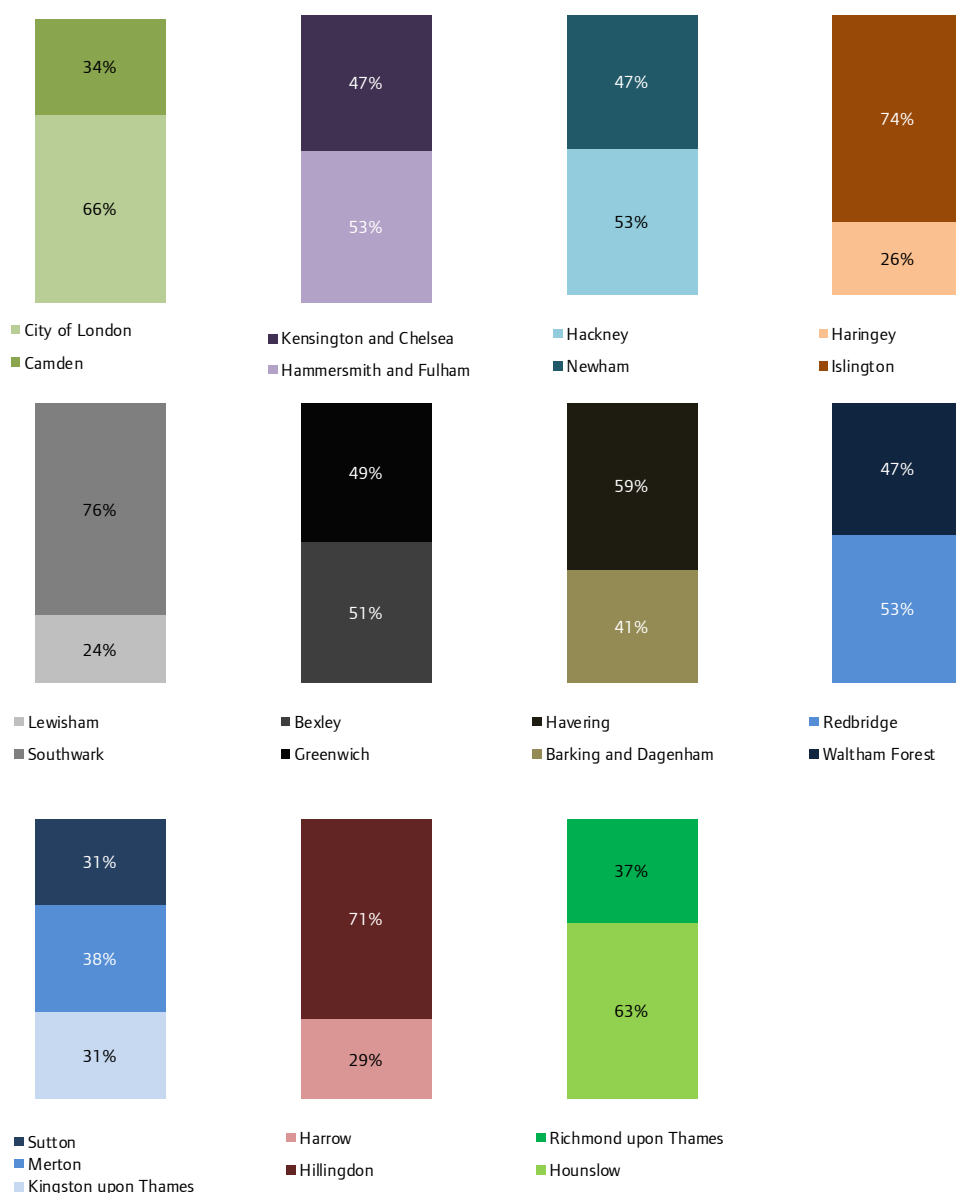 34%
66%
City of London
Camden
47%
53%
Kensington and Chelsea
Hammersmith and Fulham
47%
53%
Hackney
Newham
74%
26%
Haringey
Islington
76%
24%
Lewisham
Southwark
49%
51%
Bexley
Greenwich
59%
41%
Havering
Barking and Dagenham
47%
53%
Redbridge
Waltham Forest
31%
38%
31%
Sutton
Merton
Kingston upon Thames
71%
29%
Harrow
Hillingdon
37%
63%
Richmond upon Thames
Hounslow